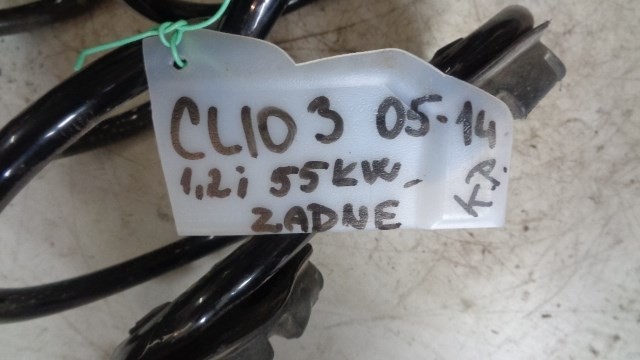 CLIO 3 05-14
1,2i 55KW.
ZADNE
K.P.